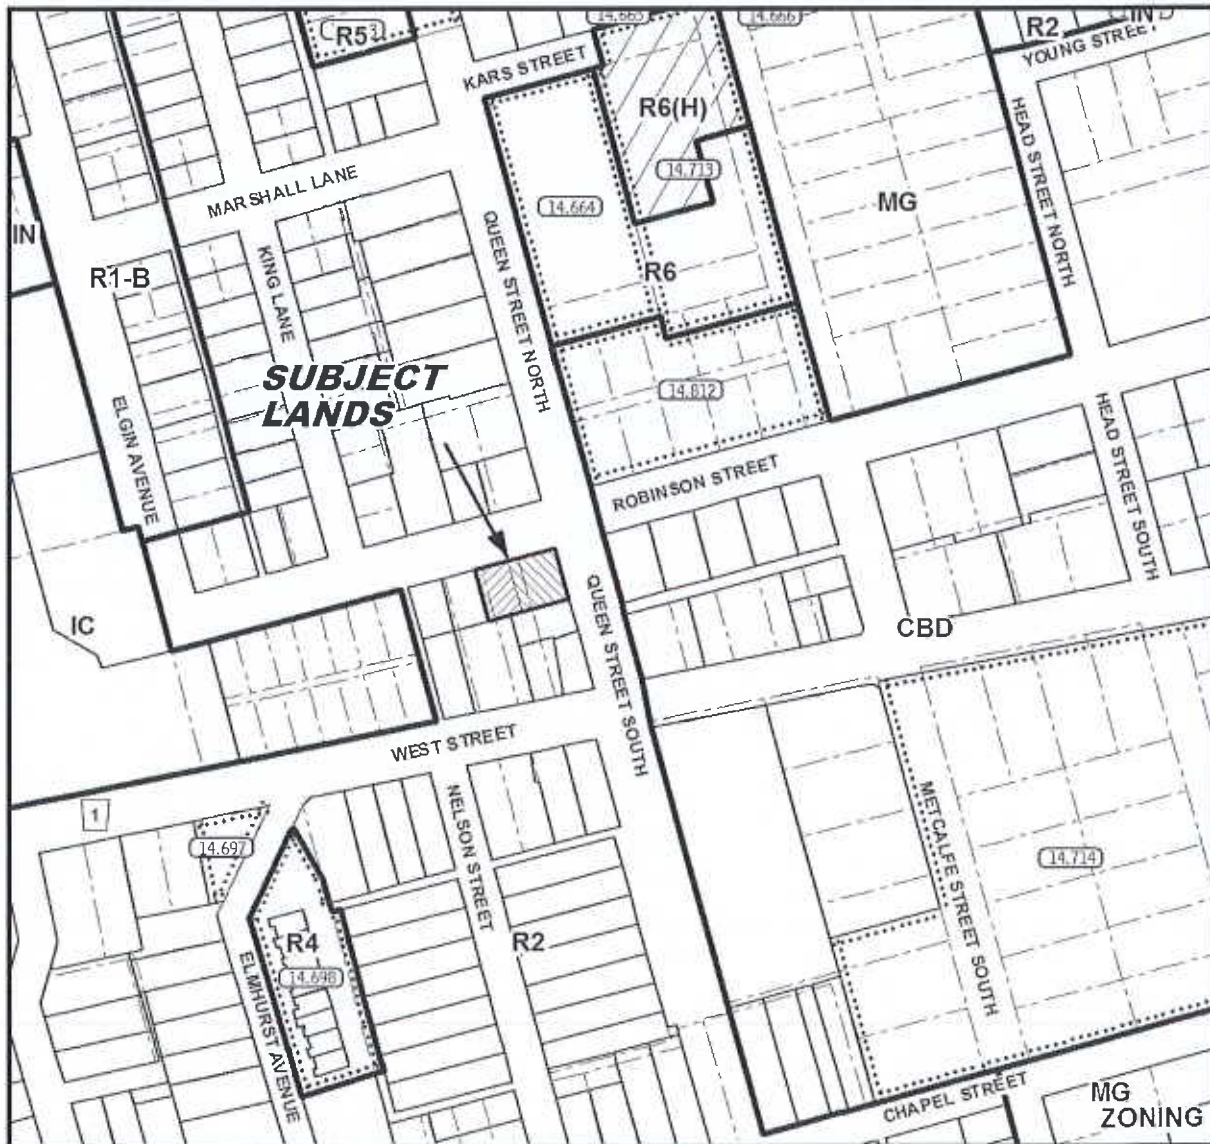 14.665
14.666
R5
R2
IN
YOUNG STREET
KARS STREET
R6(H)
HEAD STREET NORTH
14.713
MARSHALL LANE
14.664
MG
IN
R1-B
KING LANE
QUEEN STREET NORTH
R6
SUBJECT
LANDS
14.812
ELGIN AVENUE
HEAD STREET SOUTH
ROBINSON STREET
IC
QUEEN STREET SOUTH
CBD
WEST STREET
1
NELSON STREET
METCALFE STREET SOUTH
14.697
14.714
R4
R2
14.698
ELMHURST AVENUE
CHAPEL STREET
MG
ZONING